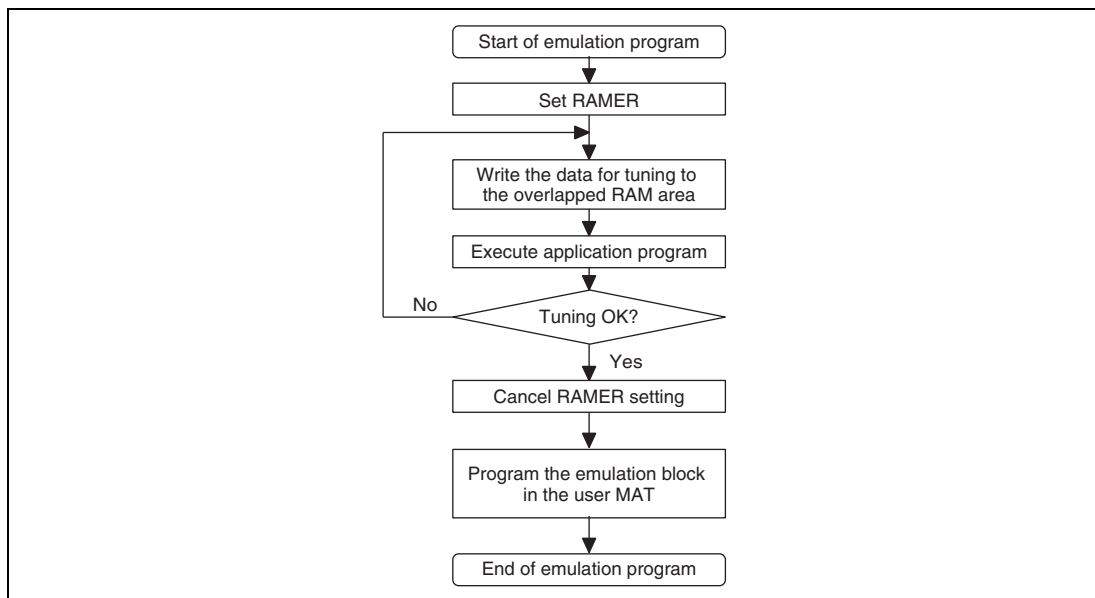 Start of emulation program
Set RAMER
Write the data for tuning to
the overlapped RAM area
Execute application program
No
Tuning OK?
Yes
Cancel RAMER setting
Program the emulation block
in the user MAT
End of emulation program